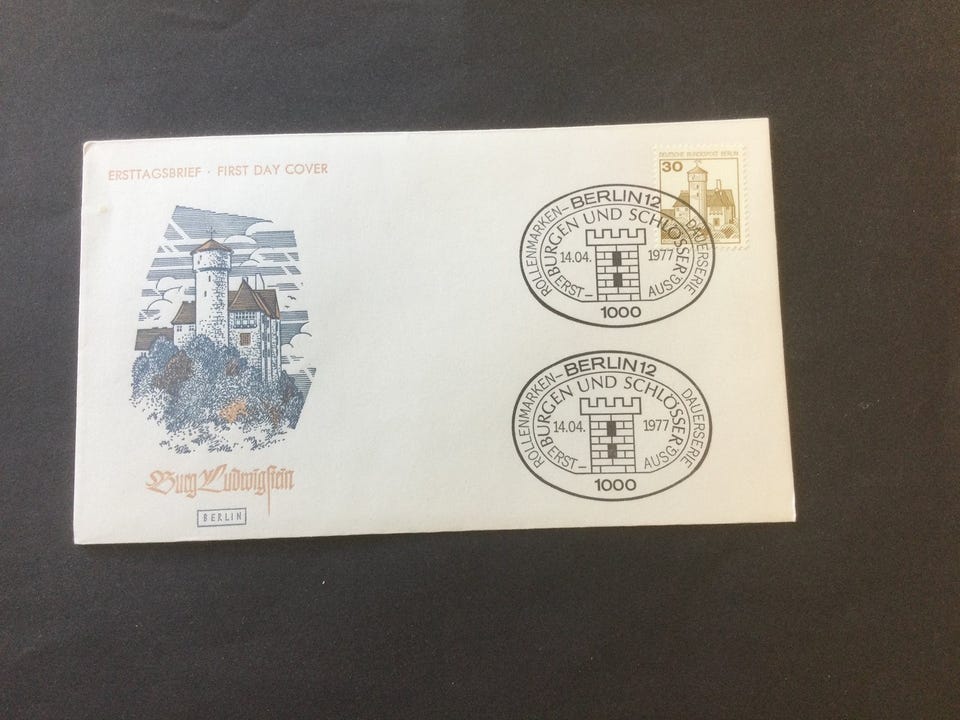 ERSTTAGSBRIEF · FIRST DAY COVER
DEUTSCHE BUNDESPOST BERLIN
30
ROLLENMARKEN- BERLIN 12 DAUERSERIE
BURGEN UND SCHLÖSSER
14.04. 1977
ERST- AUSG.
1000
ROLLENMARKEN- BERLIN 12 DAUERSERIE
BURGEN UND SCHLÖSSER
14.04. 1977
ERST- AUSG.
1000
Burg Ludwigstein
BERLIN